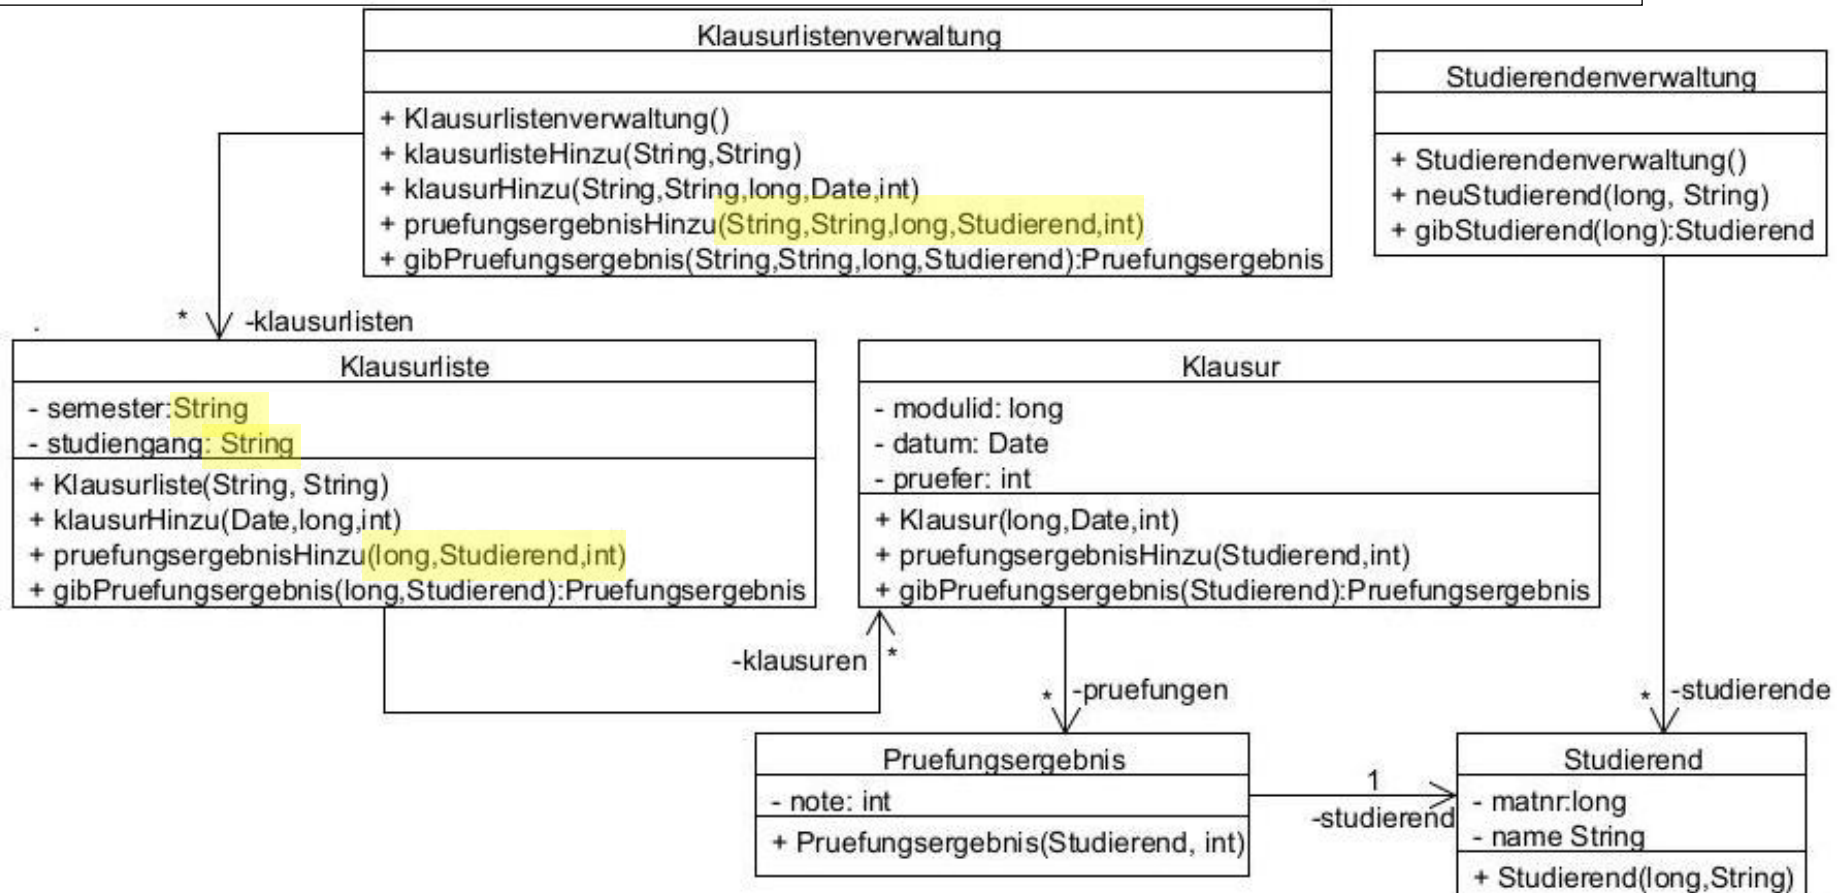 Klausurlistenverwaltung
+ Klausurlistenverwaltung()
+ klausurlisteHinzu(String,String)
+ klausurHinzu(String,String,long,Date,int)
+ pruefungsergebnisHinzu(String,String,long,Studierend,int)
+ gibPruefungsergebnis(String,String,long,Studierend):Pruefungsergebnis
Studierendenverwaltung
+ Studierendenverwaltung()
+ neuStudierend(long, String)
+ gibStudierend(long):Studierend
* -klausurlisten
Klausurliste
- semester:String
- studiengang: String
+ Klausurliste(String, String)
+ klausurHinzu(Date,long,int)
+ pruefungsergebnisHinzu(long,Studierend,int)
+ gibPruefungsergebnis(long,Studierend):Pruefungsergebnis
Klausur
- modulid: long
- datum: Date
- pruefer: int
+ Klausur(long,Date,int)
+ pruefungsergebnisHinzu(Studierend,int)
+ gibPruefungsergebnis(Studierend):Pruefungsergebnis
-klausuren *
* -pruefungen
* -studierende
Pruefungsergebnis
- note: int
+ Pruefungsergebnis(Studierend, int)
1
-studierend
Studierend
- matnr:long
- name String
+ Studierend(long,String)